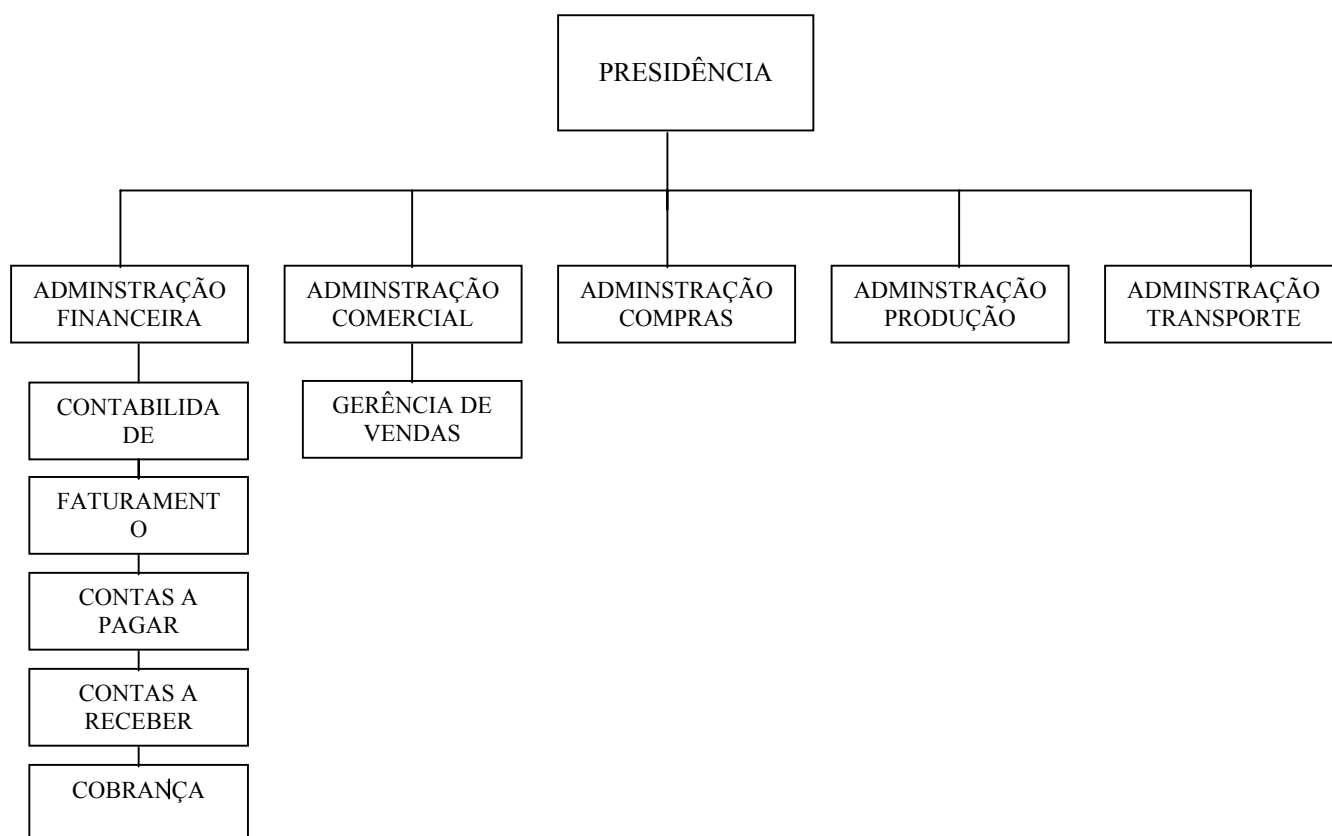 PRESIDÊNCIA
ADMINSTRAÇÃO
FINANCEIRA
ADMINSTRAÇÃO
COMERCIAL
ADMINSTRAÇÃO
COMPRAS
ADMINSTRAÇÃO
PRODUÇÃO
ADMINSTRAÇÃO
TRANSPORTE
CONTABILIDA
DE
GERÊNCIA DE
VENDAS
FATURAMENT
O
CONTAS A
PAGAR
CONTAS A
RECEBER
COBRANÇA